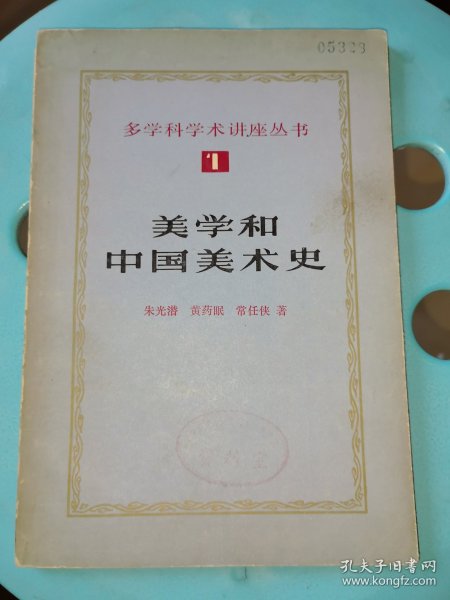 05323
多学科学术讲座丛书
1
美学和
中国美术史
朱光潜 黄药眠 常任侠 著
孔夫子旧书网
www.kongfz.com